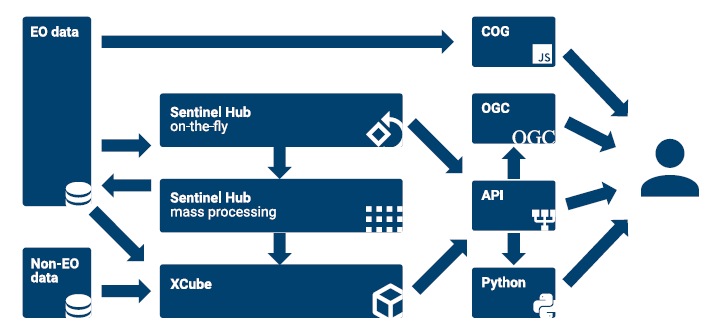 EO data
COG
JS
Sentinel Hub
on-the-fly
OGC
OGC
Sentinel Hub
mass processing
API
Non-EO
data
XCube
Python